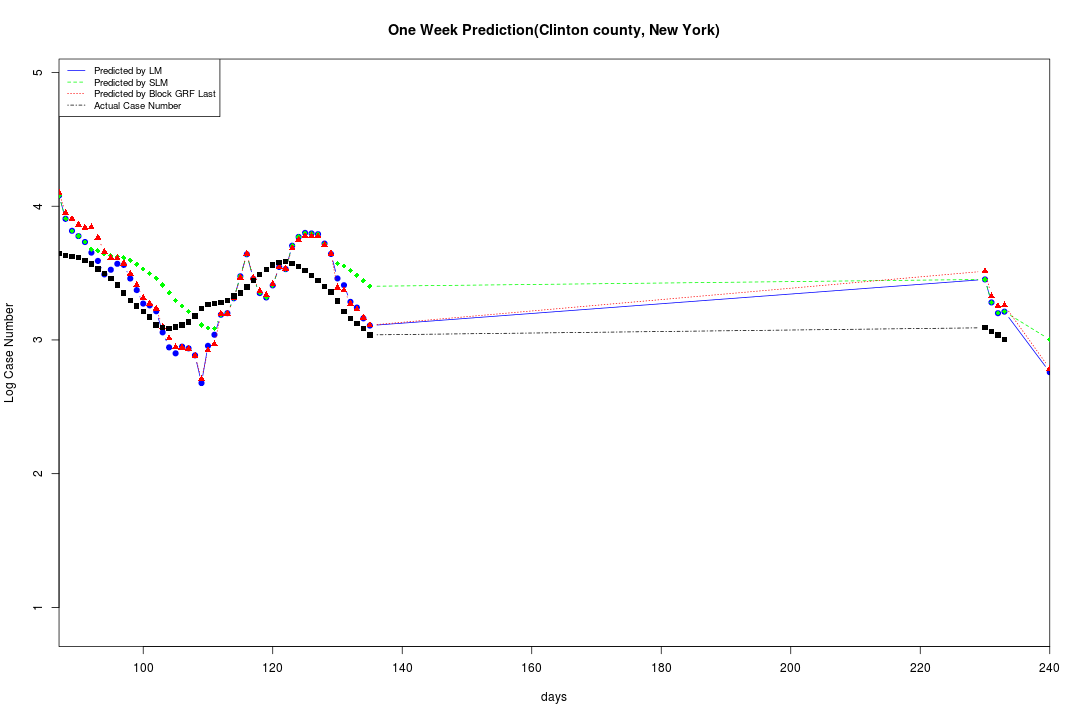 One Week Prediction(Clinton county, New York)
Predicted by LM
Predicted by SLM
Predicted by Block GRF Last
Actual Case Number
5
4
3
2
1
Log Case Number
100 120 140 160 180 200 220 240
days